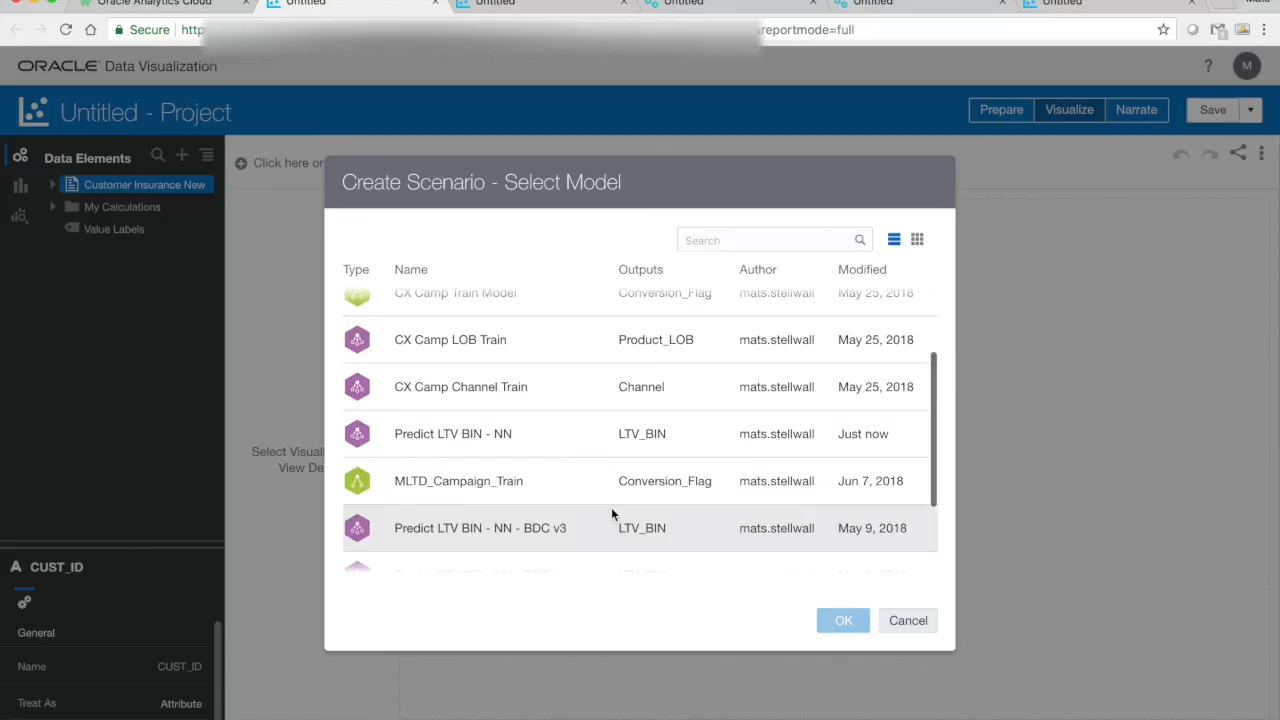 Oracle Analytics Cloud
Untitled
Untitled
Untitled
Untitled
Untitled
Mats
Secure
http
reportmode=full
ORACLE Data Visualization
?
M
Untitled - Project
Prepare
Visualize
Narrate
Save
Data Elements
Customer Insurance New
My Calculations
Value Labels
Click here or
Select Visuali
View De
Create Scenario - Select Model
Search
Type Name Outputs Author Modified
CX Camp Train Model Conversion_Flag mats.stellwall May 25, 2018
CX Camp LOB Train Product_LOB mats.stellwall May 25, 2018
CX Camp Channel Train Channel mats.stellwall May 25, 2018
Predict LTV BIN - NN LTV_BIN mats.stellwall Just now
MLTD_Campaign_Train Conversion_Flag mats.stellwall Jun 7, 2018
Predict LTV BIN - NN - BDC v3 LTV_BIN mats.stellwall May 9, 2018
OK
Cancel
A CUST_ID
General
Name CUST_ID
Treat As Attribute